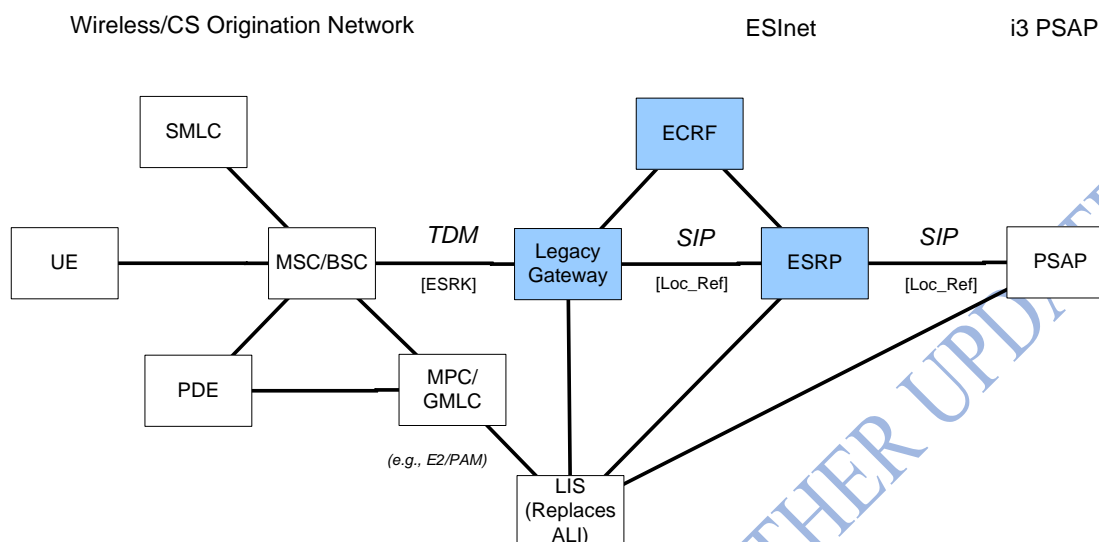 Wireless/CS Origination Network
ESInet
i3 PSAP
SMLC
ECRF
UE
MSC/BSC
TDM
[ESRK]
Legacy
Gateway
SIP
[Loc_Ref]
ESRP
SIP
[Loc_Ref]
PSAP
PDE
MPC/
GMLC
(e.g., E2/PAM)
LIS
(Replaces
ALI)